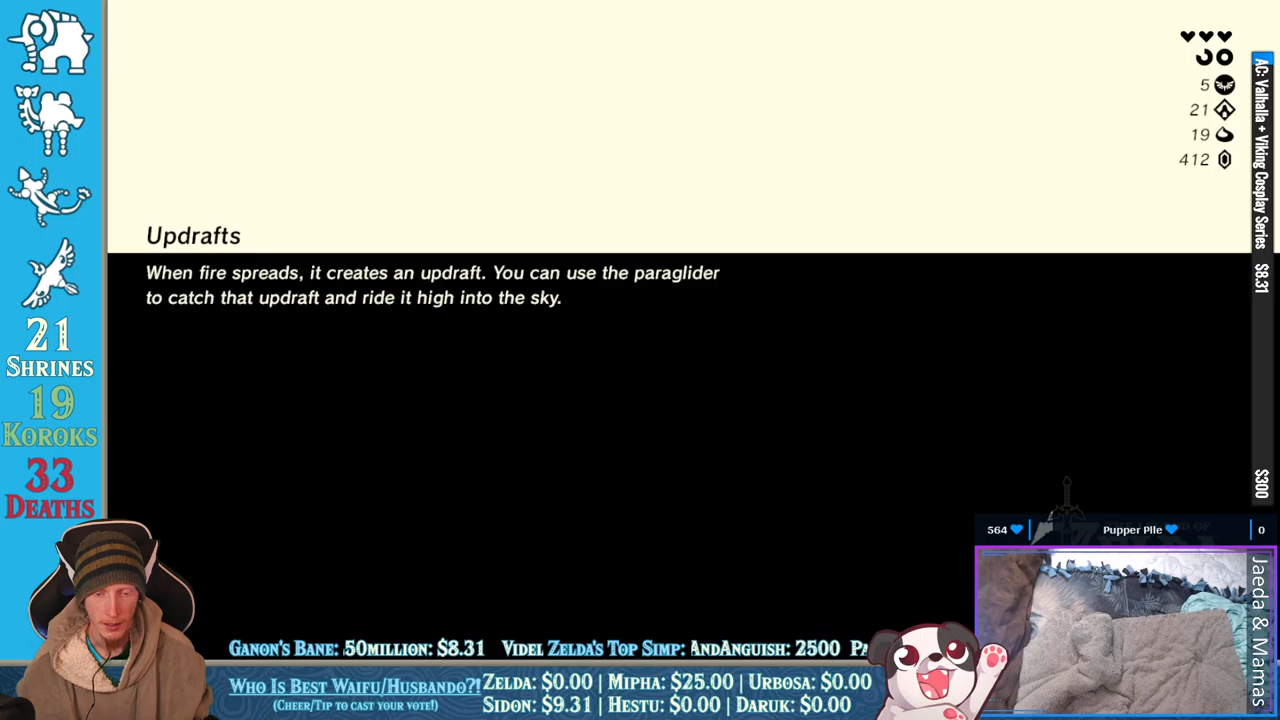 5
21
19
412
Updrafts
When fire spreads, it creates an updraft. You can use the paraglider
to catch that updraft and ride it high into the sky.
21
Shrines
19
Koroks
33
Deaths
AC: Valhalla + Viking Cosplay Series $8.31 $300
564 Pupper Pile 0
Jaeda & Mamas
Ganon's Bane: 50million: $8.31 Videl Zelda's Top Simp: AndAnguish: 2500 Pa
Who Is Best Waifu/Husbando?!
(Cheer/Tip to cast your vote!)
Zelda: $0.00 | Mipha: $25.00 | Urbosa: $0.00
Sidon: $9.31 | Hestu: $0.00 | Daruk: $0.00